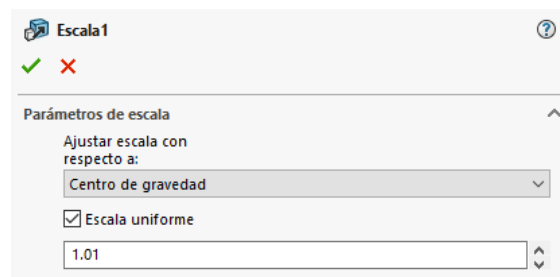 Escala1
Parámetros de escala
Ajustar escala con
respecto a:
Centro de gravedad
Escala uniforme
1.01